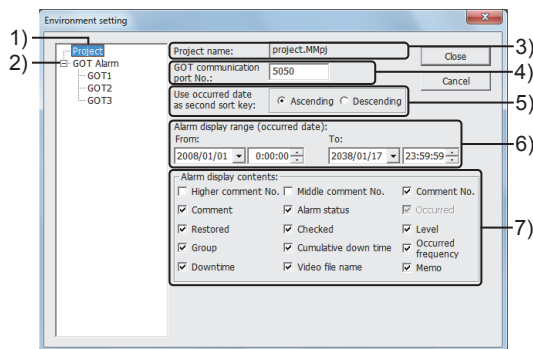 Environment setting
1)
2)
Project
GOT Alarm
GOT1
GOT2
GOT3
Project name: project.MMpj
3)
Close
GOT communication
port No.: 5050
4)
Cancel
Use occurred date
as second sort key: Ascending Descending
5)
Alarm display range (occurred date):
From: To:
2008/01/01 0:00:00 2038/01/17 23:59:59
6)
Alarm display contents:
Higher comment No. Middle comment No. Comment No.
Comment Alarm status Occurred
Restored Checked Level
7)
Group Cumulative down time Occurred
frequency
Downtime Video file name Memo